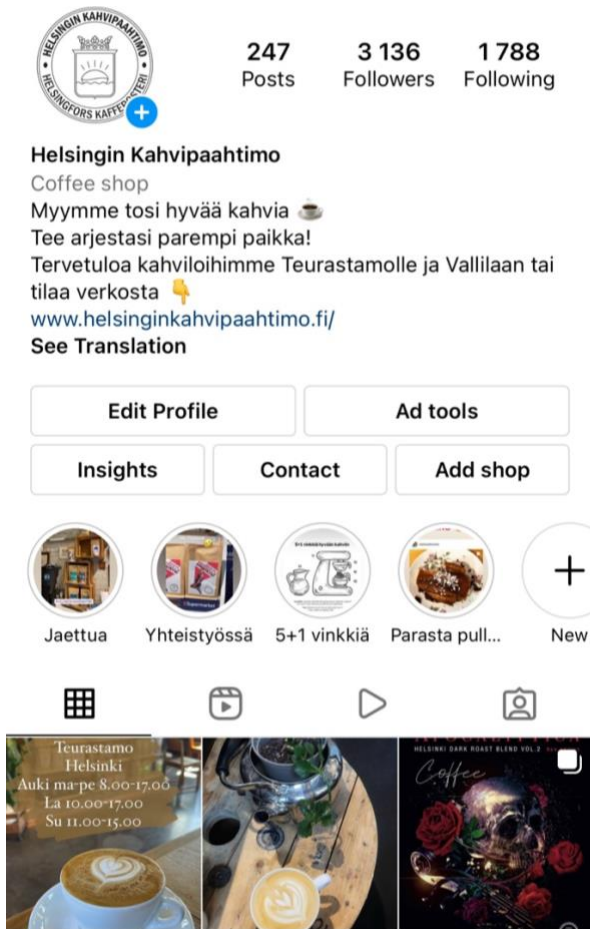 HELSINGIN KAHVIPAAHTIMO
HELSINGFORS KAFFEROSTERI
247
Posts
3 136
Followers
1 788
Following
Helsingin Kahvipaahtimo
Coffee shop
Myymme tosi hyvää kahvia ☕
Tee arjestasi parempi paikka!
Tervetuloa kahviloihimme Teurastamolle ja Vallilaan tai
tilaa verkosta 👇
www.helsinginkahvipaahtimo.fi/
See Translation
Edit Profile
Ad tools
Insights
Contact
Add shop
Jaettua
Yhteistyössä
5+1 vinkkiä
Parasta pull...
New
Teurastamo
Helsinki
Auki ma-pe 8.00-17.00
La 10.00-17.00
Su 11.00-15.00
HELSINKI DARK ROAST BLEND VOL.2
Coffee